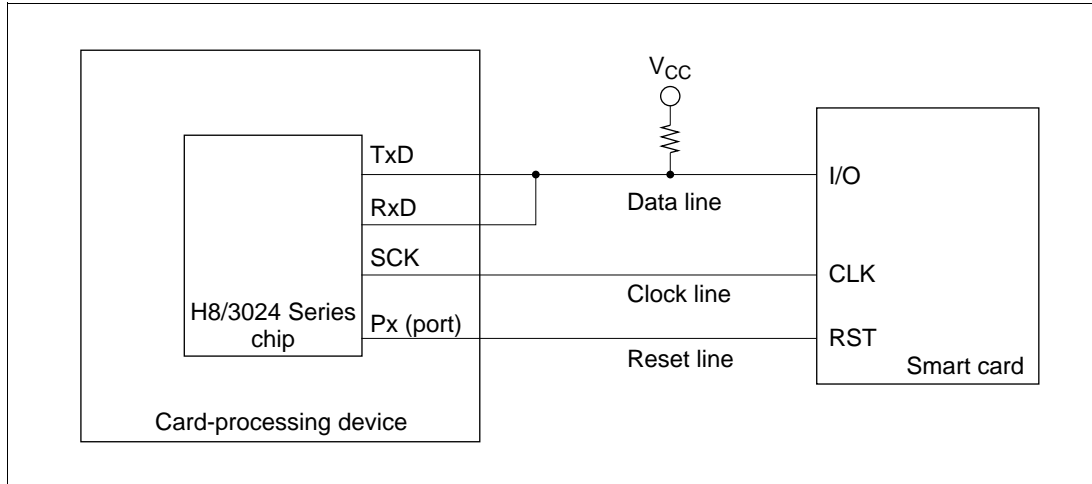 VCC
TxD
I/O
Data line
RxD
SCK
CLK
Clock line
H8/3024 Series
chip
Px (port)
RST
Reset line
Smart card
Card-processing device